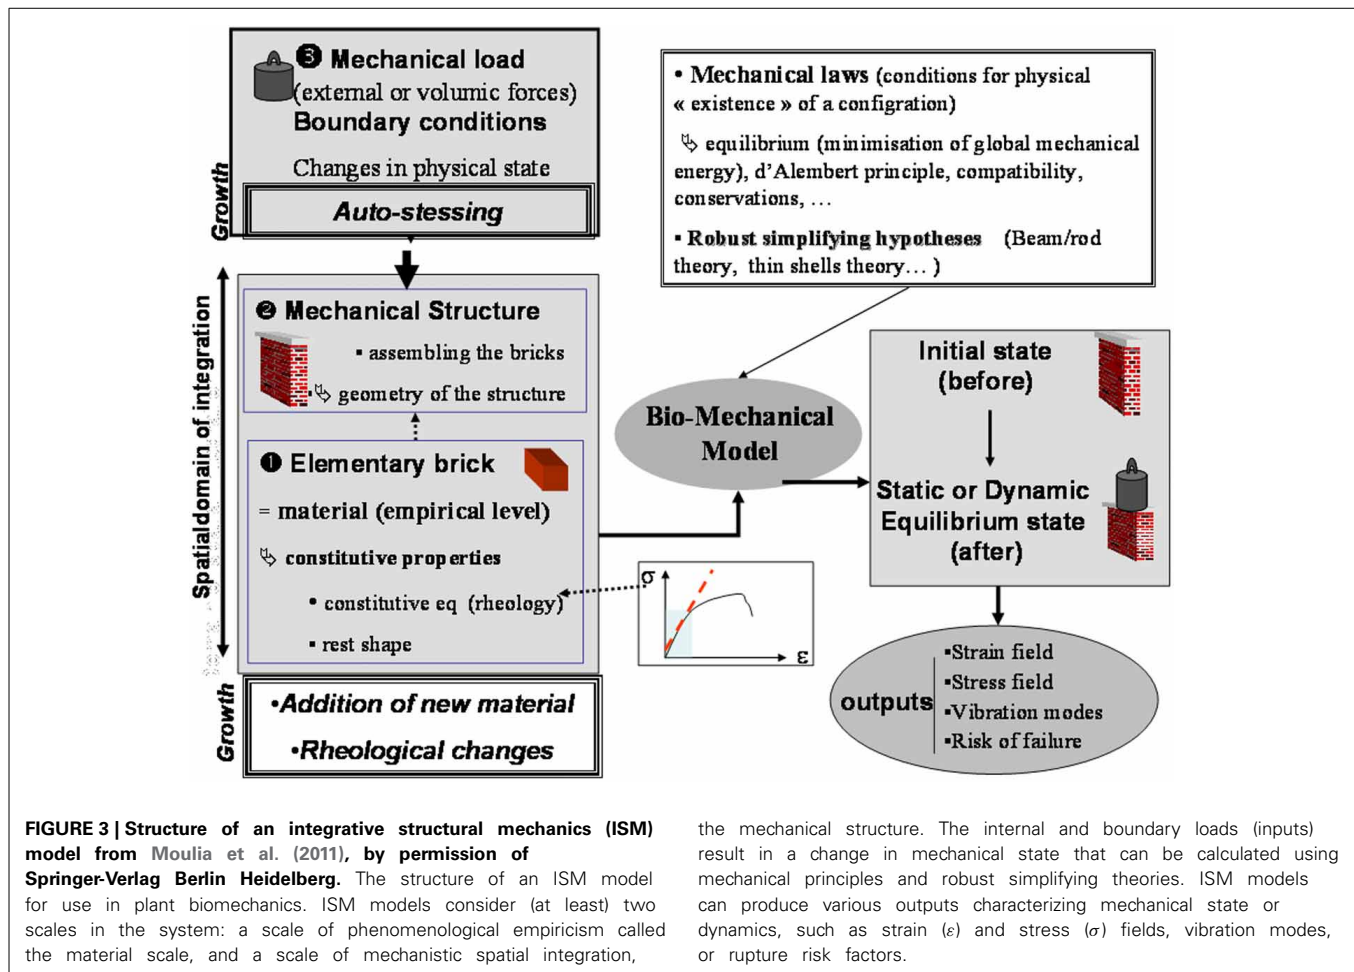 ❸ Mechanical load
(external or volumic forces)
Boundary conditions
Changes in physical state
Growth
Auto-stessing
Spatialdomain of integration
❷ Mechanical Structure
▪ assembling the bricks
▪ geometry of the structure
❶ Elementary brick
= material (empirical level)
constitutive properties
• constitutive eq (rheology)
▪ rest shape
Growth
•Addition of new material
•Rheological changes
• Mechanical laws (conditions for physical
« existence » of a configration)
equilibrium (minimisation of global mechanical
energy), d'Alembert principle, compatibility,
conservations, …
▪ Robust simplifying hypotheses (Beam/rod
theory, thin shells theory… )
Bio-Mechanical
Model
σ
ε
Initial state
(before)
Static or Dynamic
Equilibrium state
(after)
outputs
▪Strain field
▪Stress field
▪Vibration modes
▪Risk of failure
FIGURE 3 | Structure of an integrative structural mechanics (ISM)
model from Moulia et al. (2011), by permission of
Springer-Verlag Berlin Heidelberg. The structure of an ISM model
for use in plant biomechanics. ISM models consider (at least) two
scales in the system: a scale of phenomenological empiricism called
the material scale, and a scale of mechanistic spatial integration,
the mechanical structure. The internal and boundary loads (inputs)
result in a change in mechanical state that can be calculated using
mechanical principles and robust simplifying theories. ISM models
can produce various outputs characterizing mechanical state or
dynamics, such as strain (ε) and stress (σ) fields, vibration modes,
or rupture risk factors.